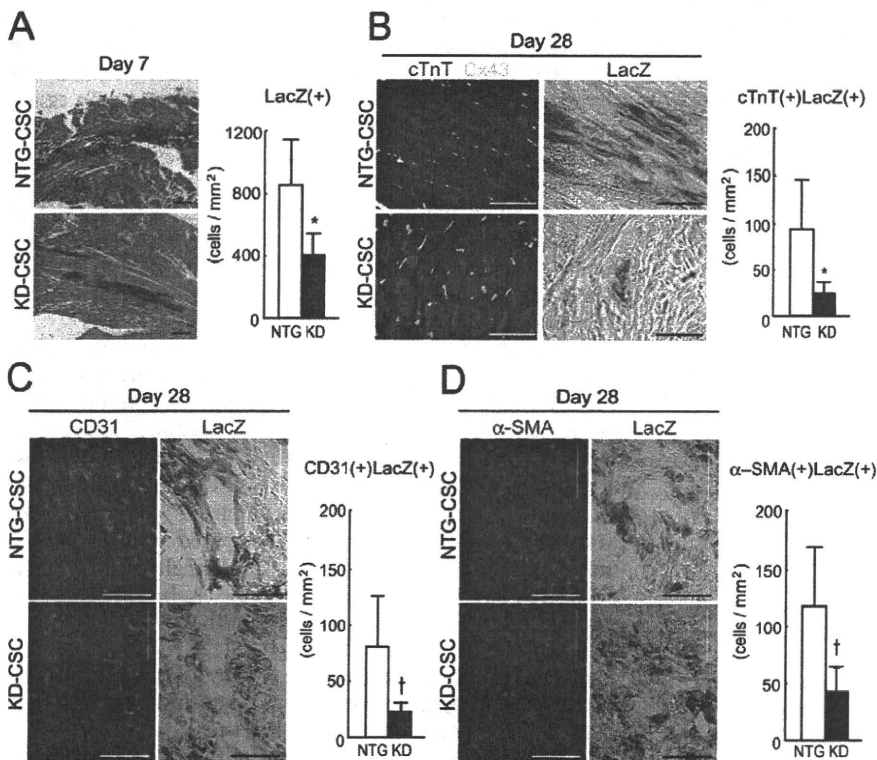 A
Day 7
NTG-CSC
KD-CSC
LacZ(+)
(cells / mm²)
1200
800
400
0
*
NTG KD
B
Day 28
cTnT Cx43
LacZ
NTG-CSC
KD-CSC
cTnT(+)LacZ(+)
(cells / mm²)
200
150
100
50
0
*
NTG KD
C
Day 28
CD31
LacZ
NTG-CSC
KD-CSC
CD31(+)LacZ(+)
(cells / mm²)
200
150
100
50
0
†
NTG KD
D
Day 28
α-SMA
LacZ
NTG-CSC
KD-CSC
α–SMA(+)LacZ(+)
(cells / mm²)
200
150
100
50
0
†
NTG KD